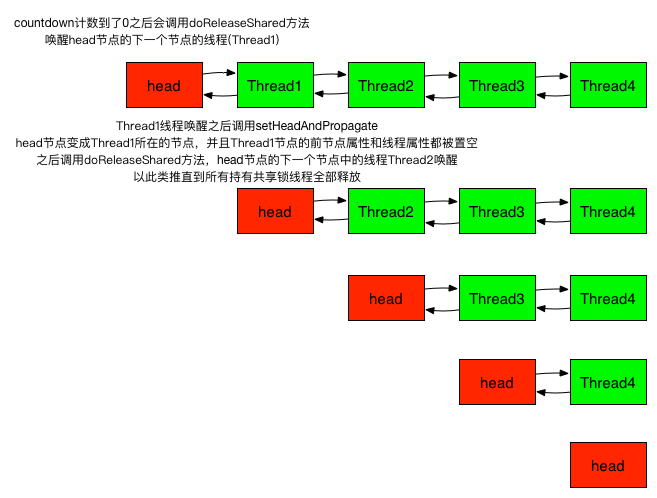 countdown计数到了0之后会调用doReleaseShared方法
唤醒head节点的下一个节点的线程(Thread1)
head Thread1 Thread2 Thread3 Thread4
Thread1线程唤醒之后调用setHeadAndPropagate
head节点变成Thread1所在的节点，并且Thread1节点的前节点属性和线程属性都被置空
之后调用doReleaseShared方法，head节点的下一个节点中的线程Thread2唤醒
以此类推直到所有持有共享锁线程全部释放
head Thread2 Thread3 Thread4
head Thread3 Thread4
head Thread4
head